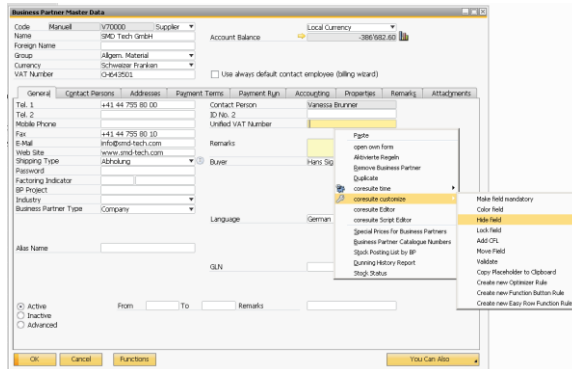 Business Partner Master Data
Code Manuell V70000 Supplier Local Currency
Name SMD Tech GmbH Account Balance -386'682.60
Foreign Name
Group Allgem. Material
Currency Schweizer Franken
VAT Number CH643501 Use always default contact employee (billing wizard)
General Contact Persons Addresses Payment Terms Payment Run Accounting Properties Remarks Attachments
Tel. 1 +41 44 755 80 00 Contact Person Vanessa Brunner
Tel. 2 ID No. 2
Mobile Phone Unified VAT Number
Fax +41 44 755 80 10
E-Mail info@smd-tech.com Remarks
Web Site www.smd-tech.com
Shipping Type Abholung Buyer Hans Sig
Password
Factoring Indicator
BP Project
Industry
Business Partner Type Company
Language German
Alias Name
GLN
Active From To Remarks
Inactive
Advanced
OK Cancel Functions You Can Also
Paste
open own form
Aktivierte Regeln
Remove Business Partner
Duplicate
coresuite time
coresuite customize
coresuite Editor
coresuite Script Editor
Special Prices for Business Partners
Business Partner Catalogue Numbers
Stock Posting List by BP
Dunning History Report
Stock Status
Make field mandatory
Color field
Hide field
Lock field
Add CFL
Move Field
Validate
Copy Placeholder to Clipboard
Create new Optimizer Rule
Create new Function Button Rule
Create new Easy Row Function Rule